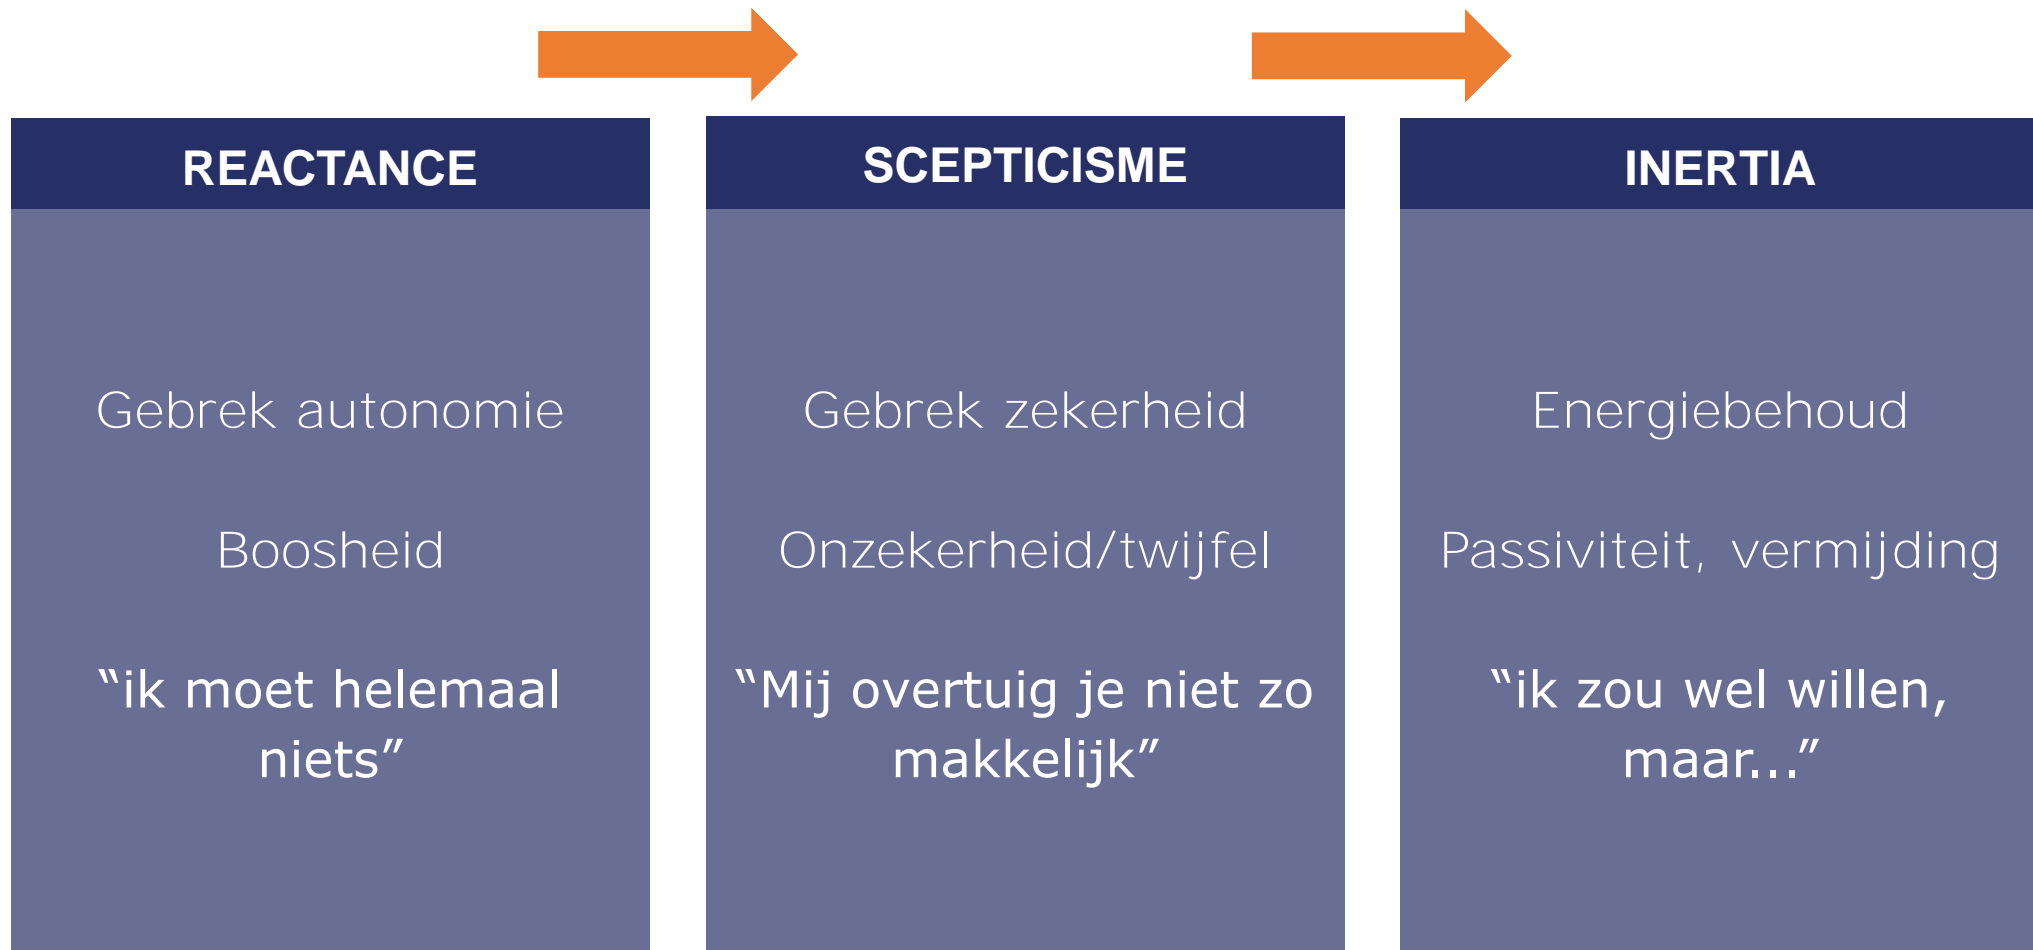 REACTANCE
Gebrek autonomie
Boosheid
“ik moet helemaal
niets”
SCEPTICISME
Gebrek zekerheid
Onzekerheid/twijfel
“Mij overtuig je niet zo
makkelijk”
INERTIA
Energiebehoud
Passiviteit, vermijding
“ik zou wel willen,
maar...”